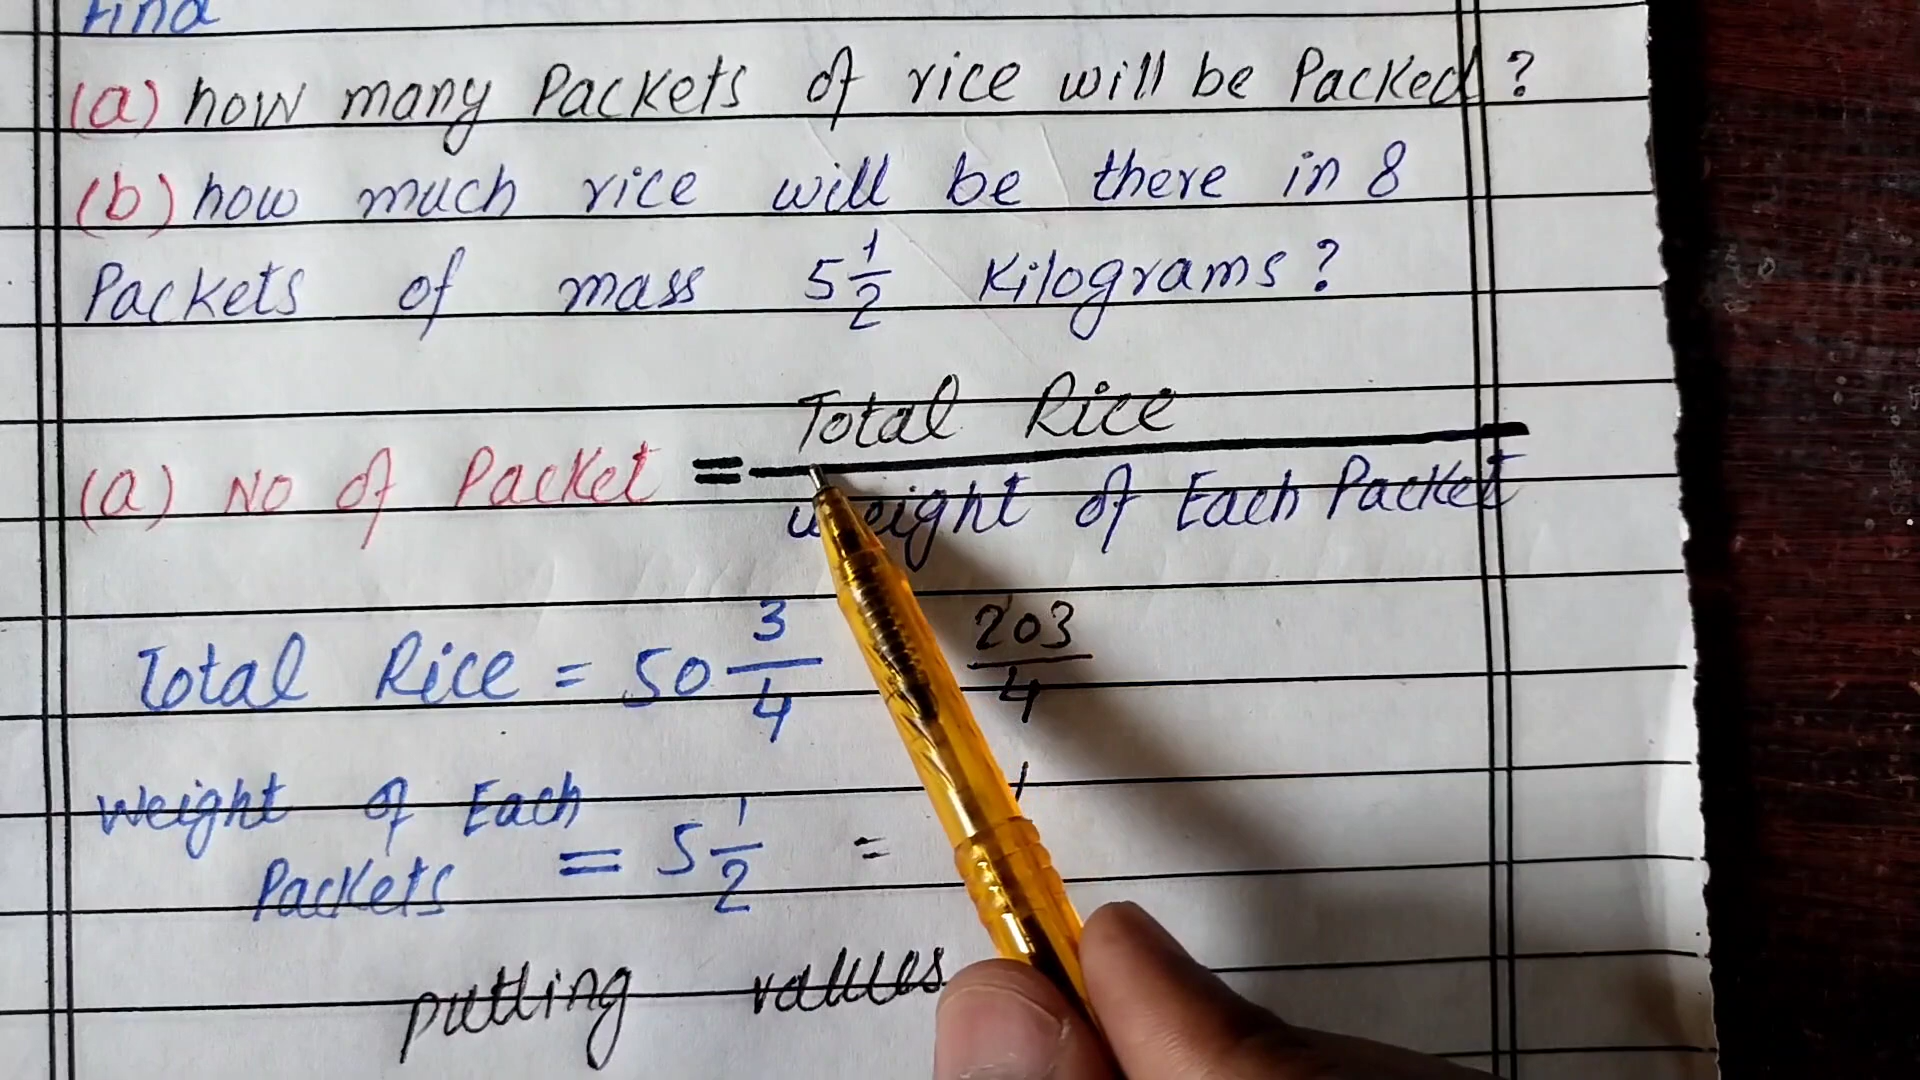 Find
(a) how many Packets of rice will be Packed?
(b) how much rice will be there in 8
Packets of mass 5 1/2 Kilograms?
(a) No of Packet = Total Rice / Weight of Each Packet
Total Rice = 50 3/4 203/4
Weight of Each Packets = 5 1/2 =
putting values